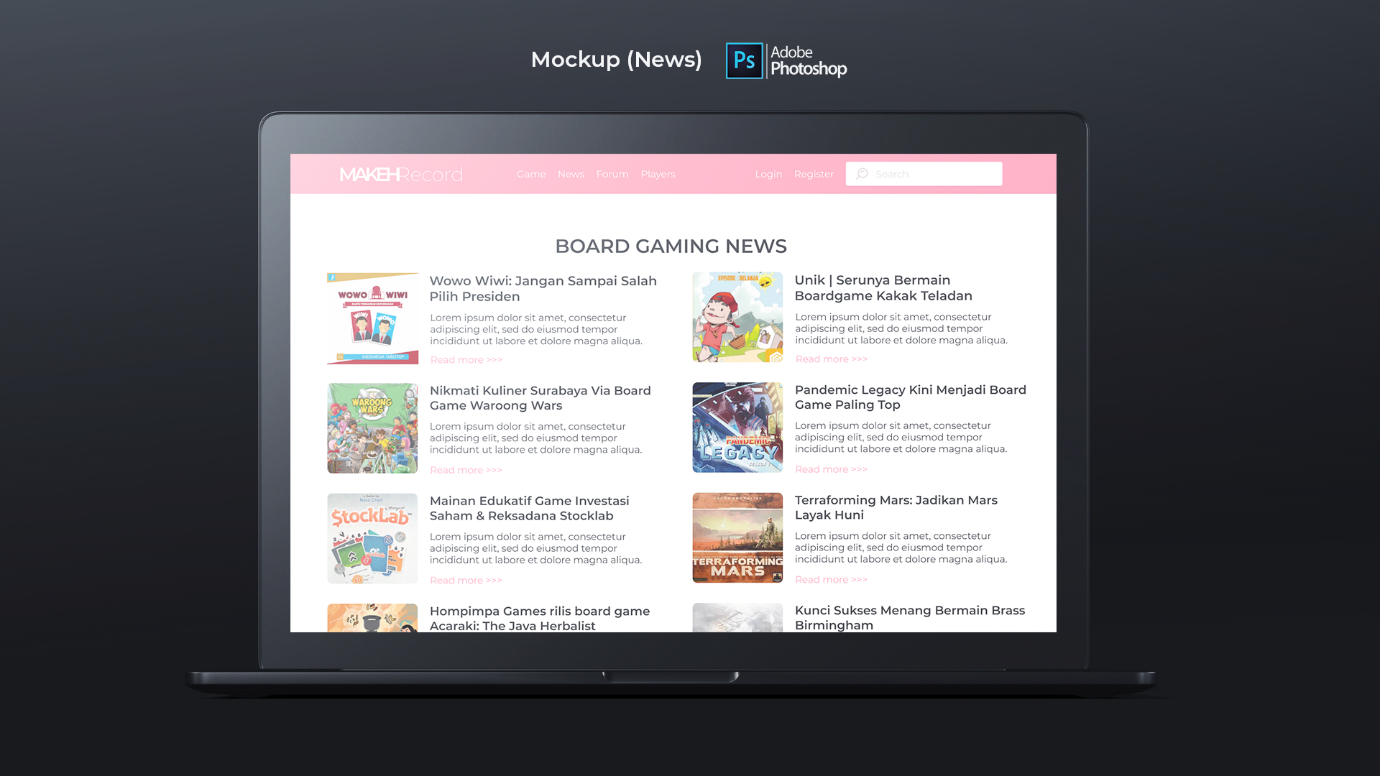 Mockup (News)
Ps
Adobe
Photoshop
MAKEHRecord
Game News Forum Players
Login Register
Search
BOARD GAMING NEWS
WOWO WIWI
Wowo Wiwi: Jangan Sampai Salah
Pilih Presiden
Lorem ipsum dolor sit amet, consectetur
adipiscing elit, sed do eiusmod tempor
incididunt ut labore et dolore magna aliqua.
Read more >>>
Unik | Serunya Bermain
Boardgame Kakak Teladan
Lorem ipsum dolor sit amet, consectetur
adipiscing elit, sed do eiusmod tempor
incididunt ut labore et dolore magna aliqua.
Read more >>>
WAROONG
WARS
Nikmati Kuliner Surabaya Via Board
Game Waroong Wars
Lorem ipsum dolor sit amet, consectetur
adipiscing elit, sed do eiusmod tempor
incididunt ut labore et dolore magna aliqua.
Read more >>>
PANDEMIC
LEGACY
Pandemic Legacy Kini Menjadi Board
Game Paling Top
Lorem ipsum dolor sit amet, consectetur
adipiscing elit, sed do eiusmod tempor
incididunt ut labore et dolore magna aliqua.
Read more >>>
$tockLab
Mainan Edukatif Game Investasi
Saham & Reksadana Stocklab
Lorem ipsum dolor sit amet, consectetur
adipiscing elit, sed do eiusmod tempor
incididunt ut labore et dolore magna aliqua.
Read more >>>
TERRAFORMING
MARS
Terraforming Mars: Jadikan Mars
Layak Huni
Lorem ipsum dolor sit amet, consectetur
adipiscing elit, sed do eiusmod tempor
incididunt ut labore et dolore magna aliqua.
Read more >>>
Hompimpa Games rilis board game
Acaraki: The Java Herbalist
Kunci Sukses Menang Bermain Brass
Birmingham